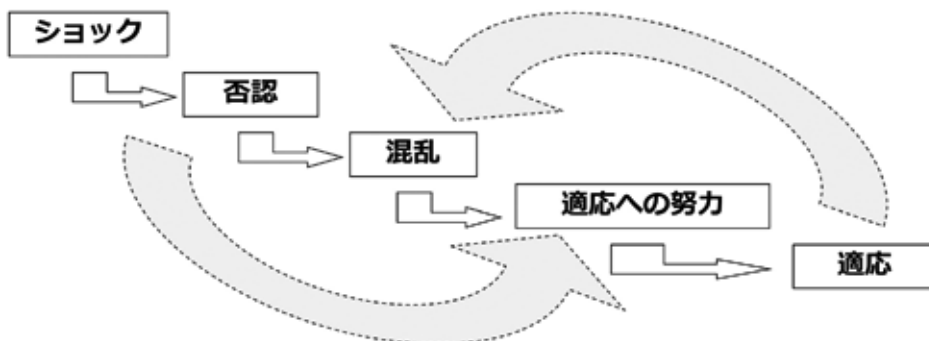 ショック
否認
混乱
適応への努力
適応